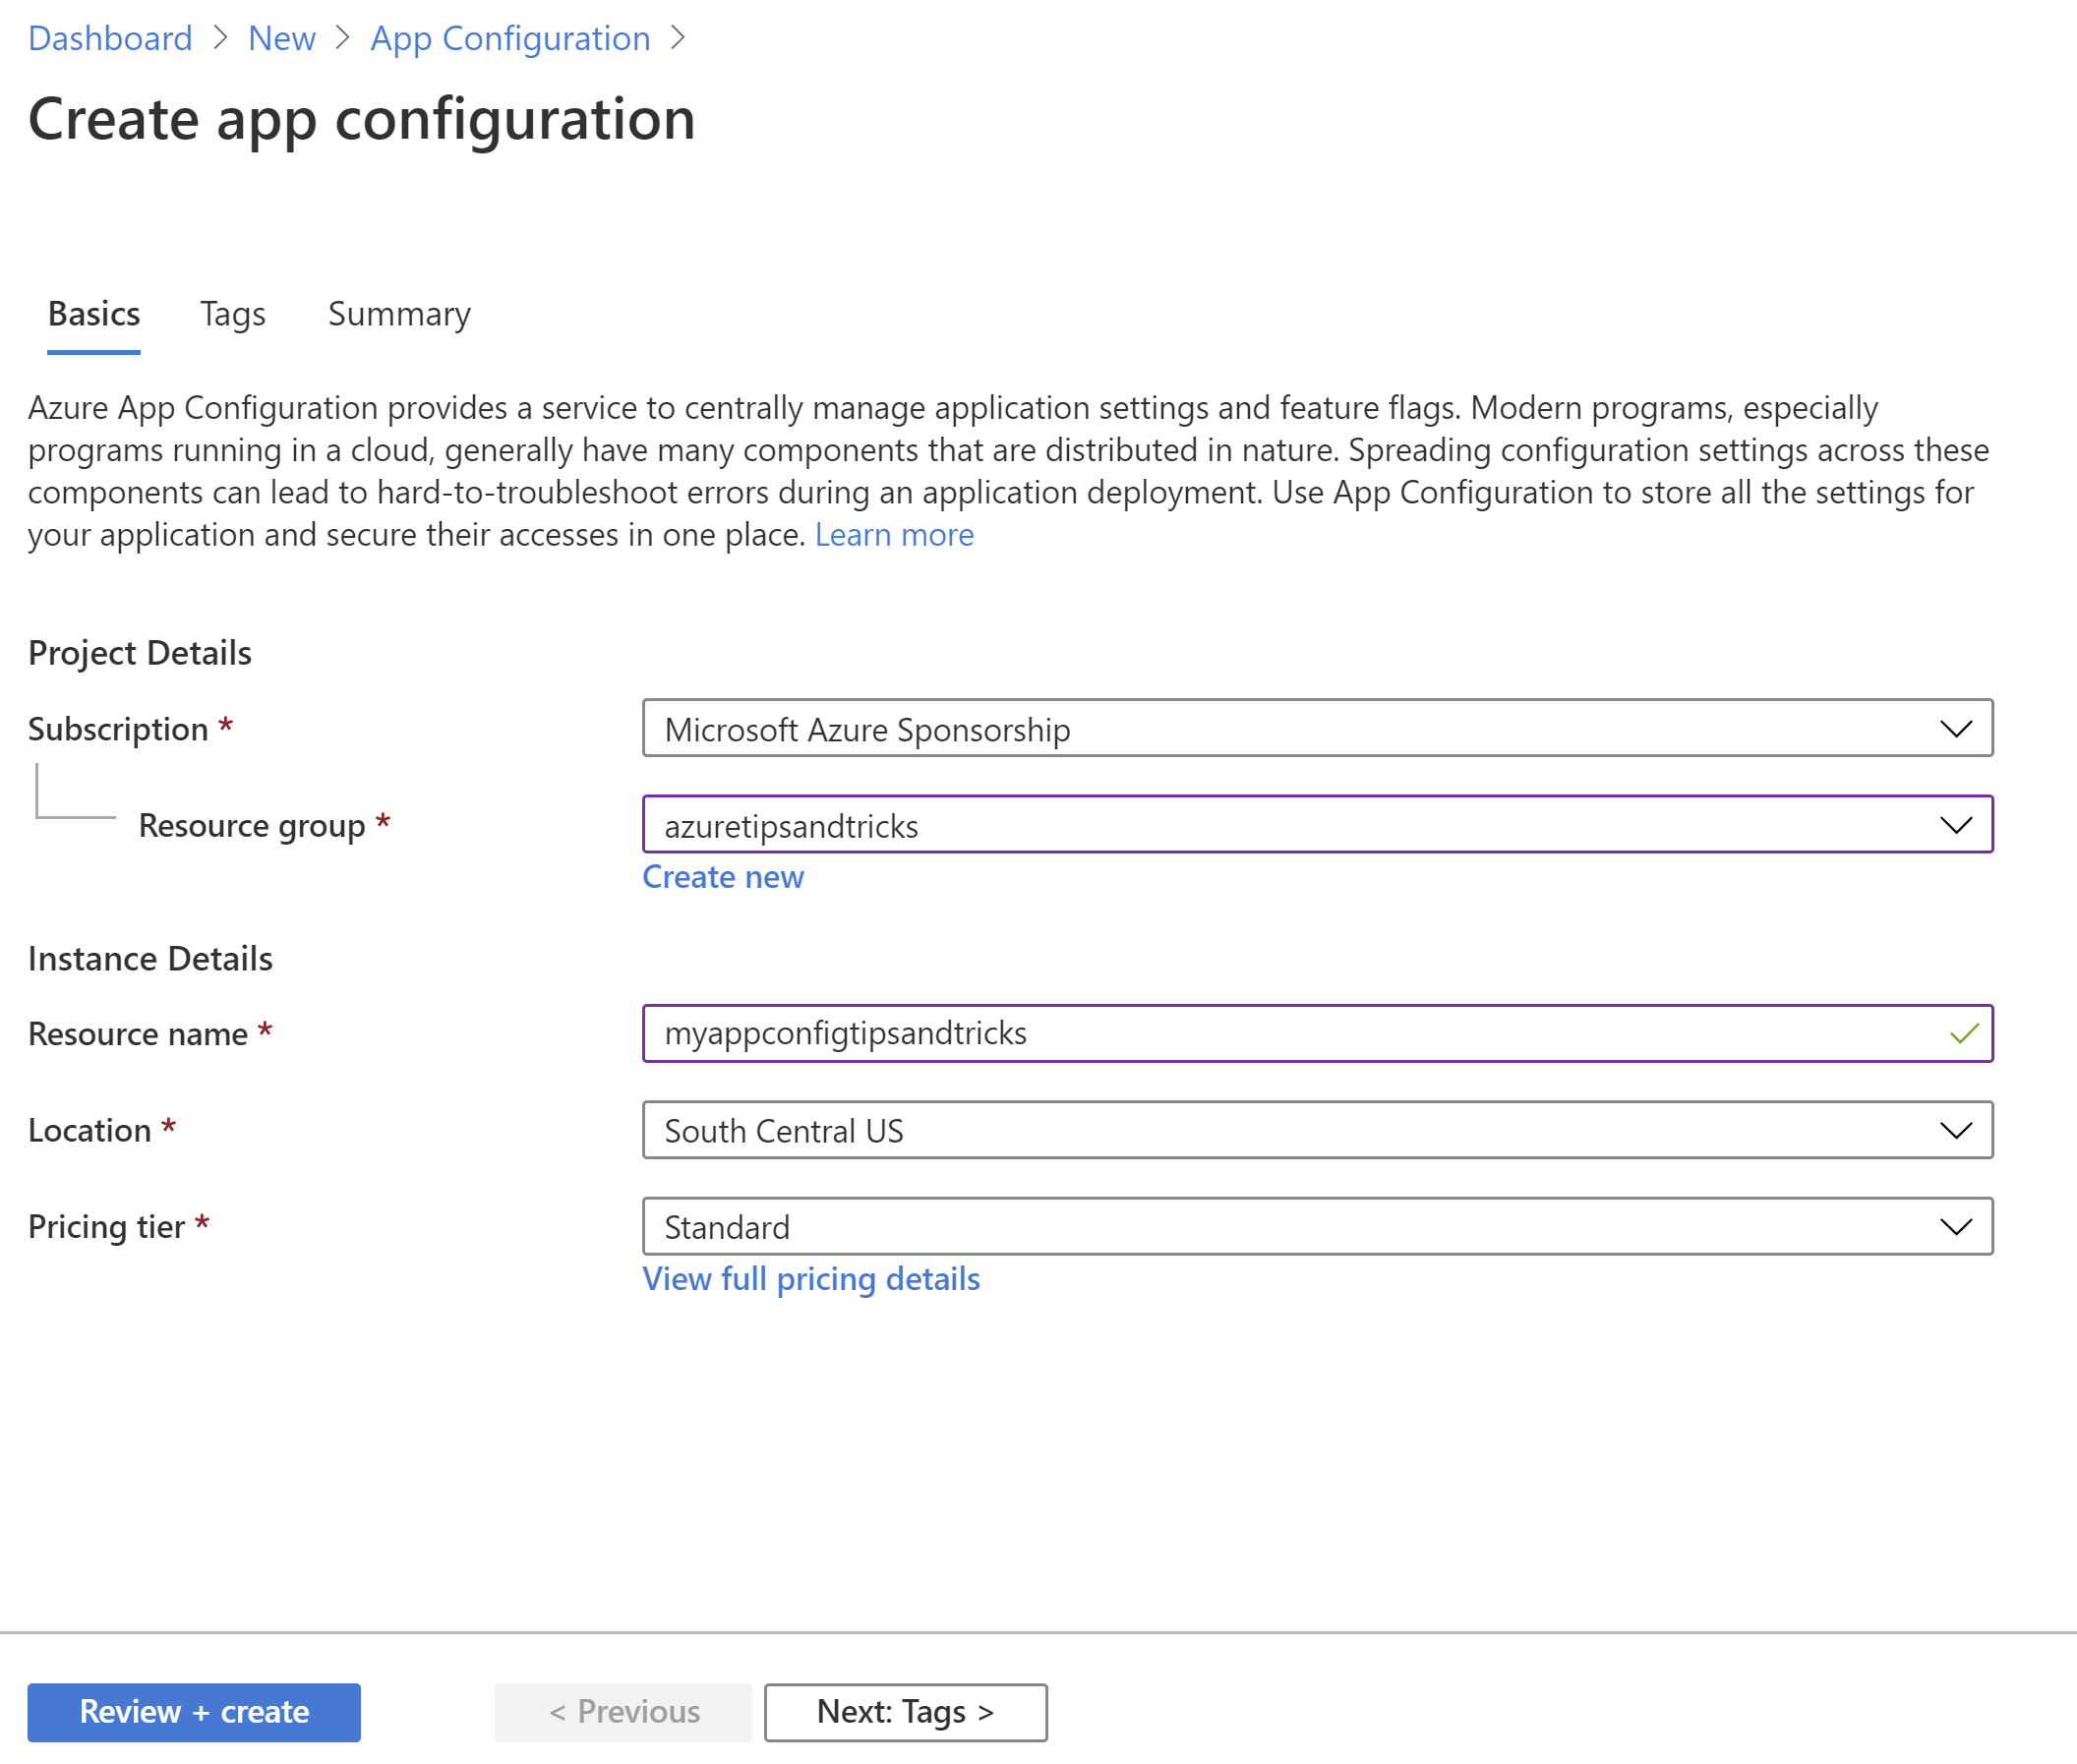 Dashboard > New > App Configuration >
Create app configuration
Basics Tags Summary
Azure App Configuration provides a service to centrally manage application settings and feature flags. Modern programs, especially
programs running in a cloud, generally have many components that are distributed in nature. Spreading configuration settings across these
components can lead to hard-to-troubleshoot errors during an application deployment. Use App Configuration to store all the settings for
your application and secure their accesses in one place. Learn more
Project Details
Subscription * Microsoft Azure Sponsorship
Resource group * azuretipsandtricks
Create new
Instance Details
Resource name * myappconfigtipsandtricks
Location * South Central US
Pricing tier * Standard
View full pricing details
Review + create < Previous Next: Tags >